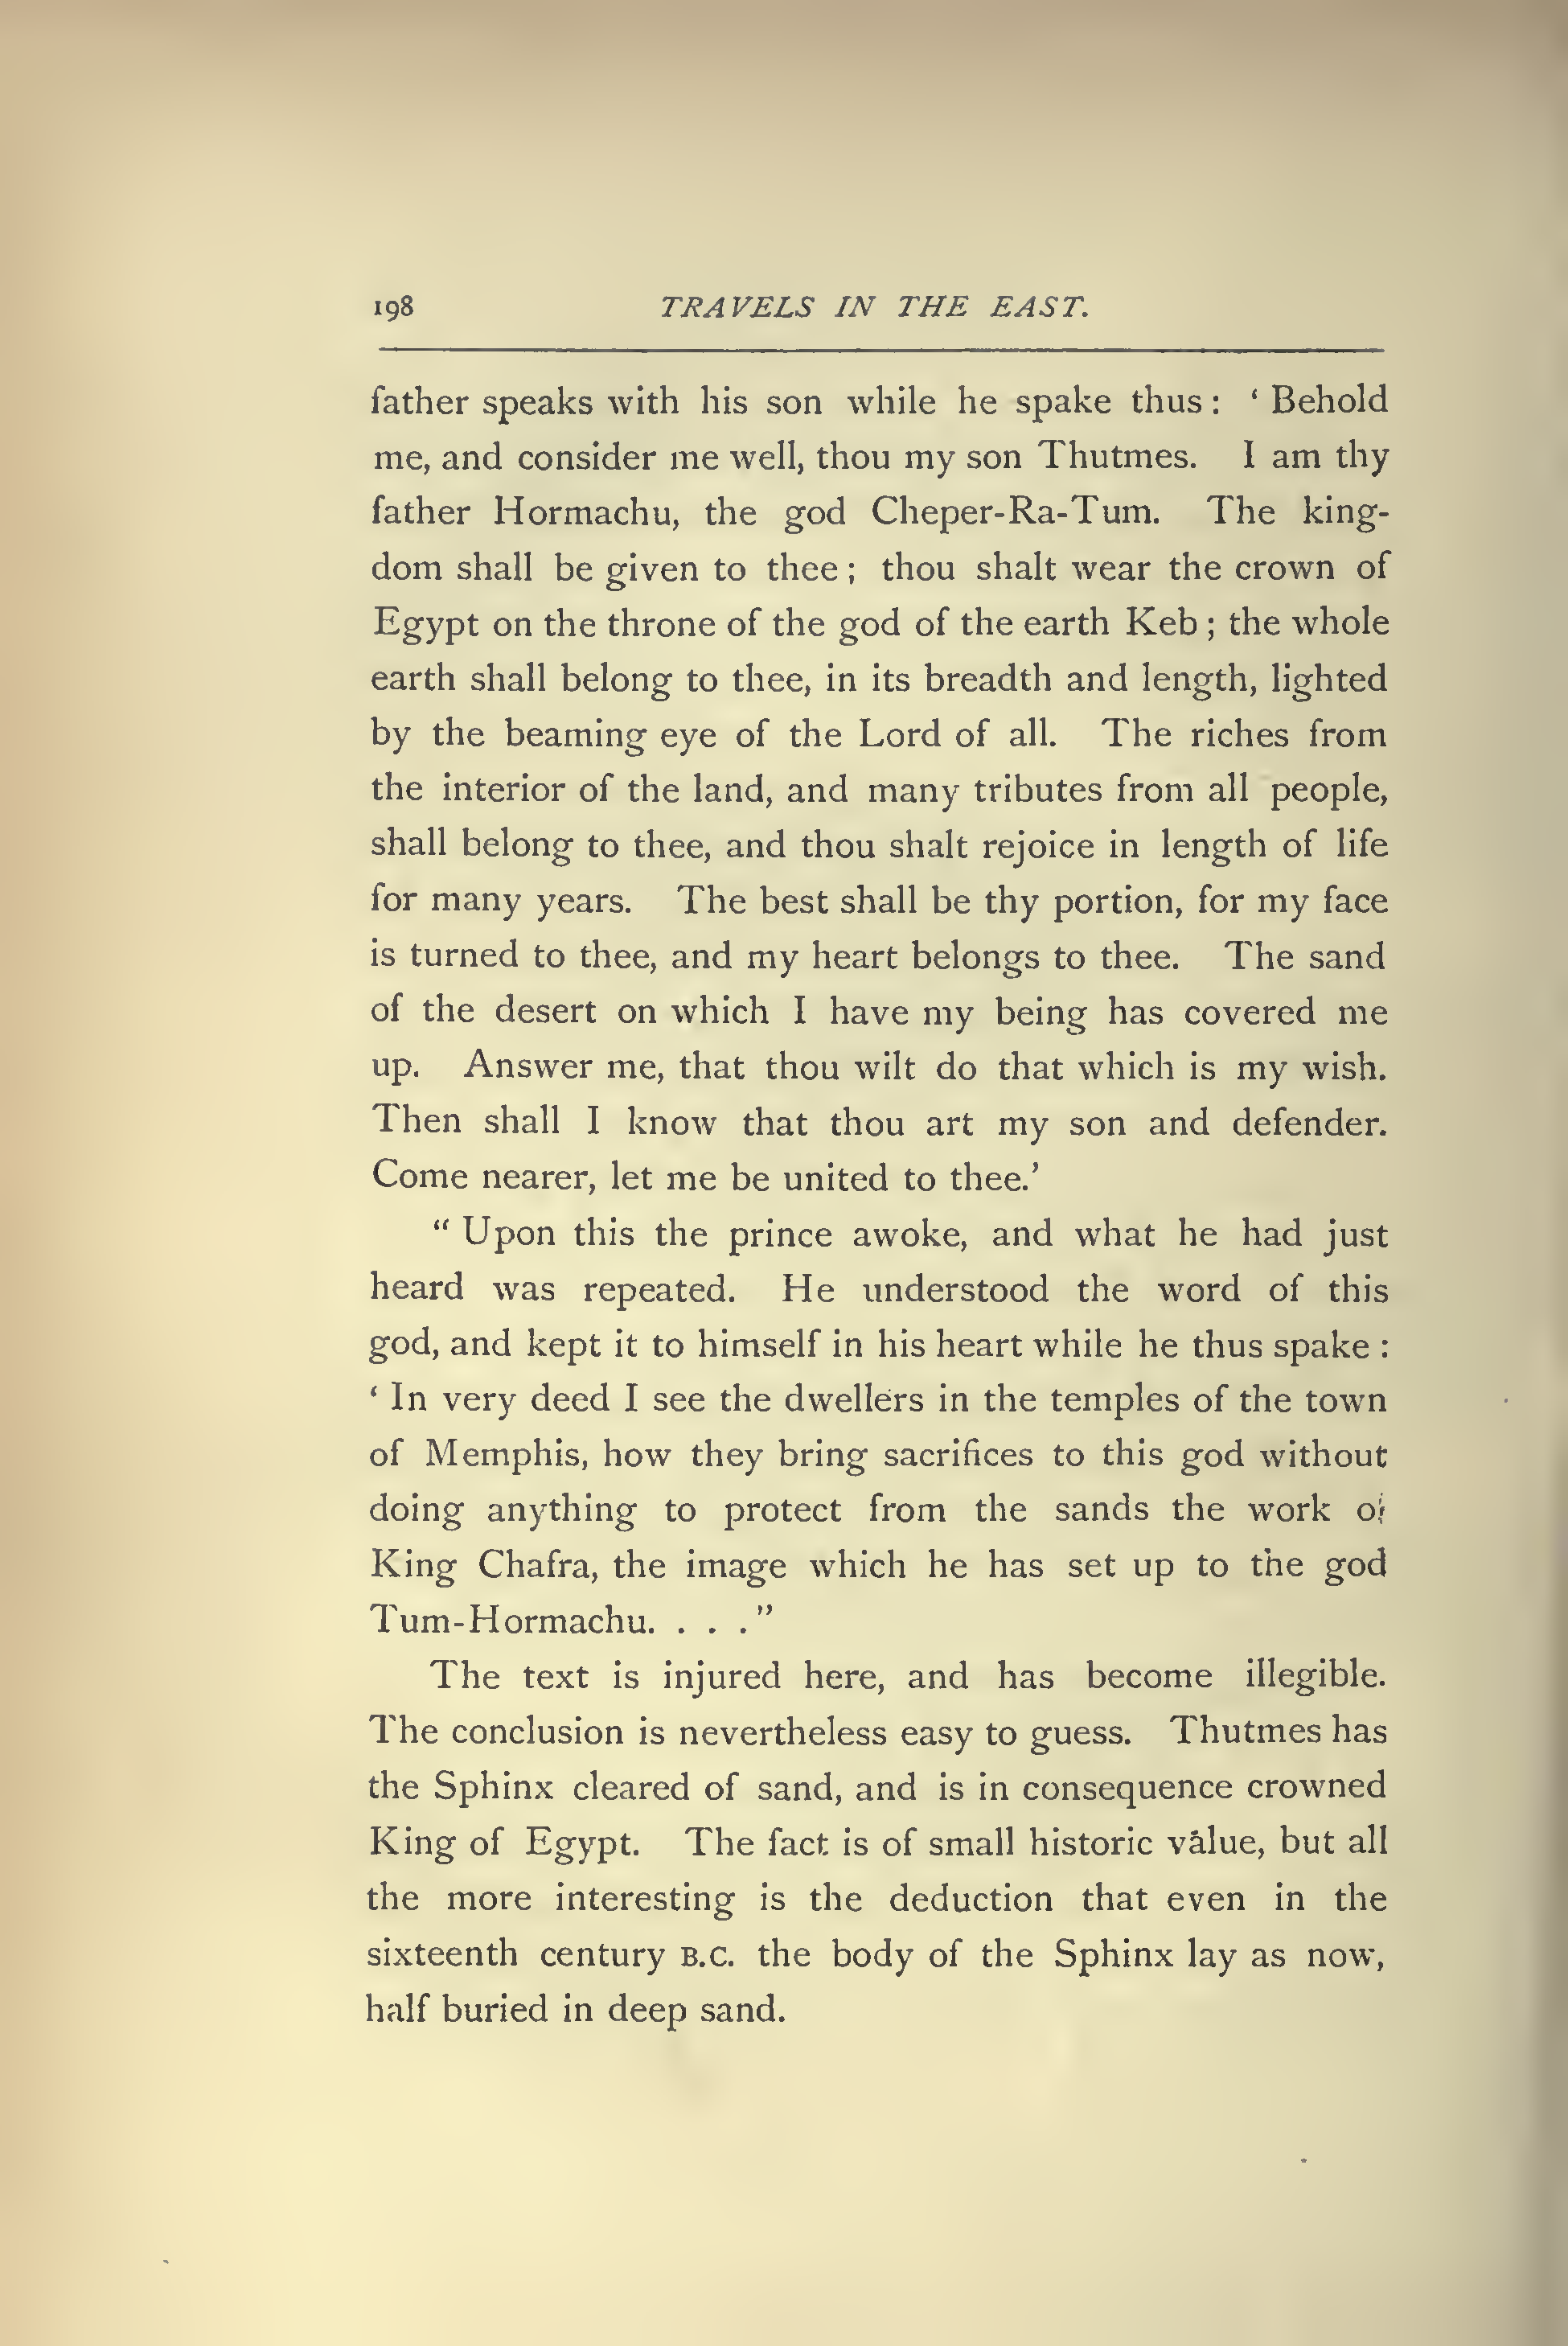 198 TRAVELS IN THE EAST.
father speaks with his son while he spake thus: ‘ Behold
me, and consider me well, thou my son Thutmes. I am thy
father Hormachu, the god Cheper-Ra-Tum. The king-
dom shall be given to thee; thou shalt wear the crown of
Egypt on the throne of the god of the earth Keb; the whole
earth shall belong to thee, in its breadth and length, lighted
by the beaming eye of the Lord of all. The riches from
the interior of the land, and many tributes from all people,
shall belong to thee, and thou shalt rejoice in length of life
for many years. The best shall be thy portion, for my face
is turned to thee, and my heart belongs to thee. The sand
of the desert on which I have my being has covered me
up. Answer me, that thou wilt do that which is my wish.
Then shall I know that thou art my son and defender.
Come nearer, let me be united to thee.’
“ Upon this the prince awoke, and what he had just
heard was repeated. He understood the word of this
god, and kept it to himself in his heart while he thus spake :
‘ In very deed I see the dwellers in the temples of the town
of Memphis, how they bring sacrifices to this god without
doing anything to protect from the sands the work of
King Chafra, the image which he has set up to the god
Tum-Hormachu. . . . ”
The text is injured here, and has become illegible.
The conclusion is nevertheless easy to guess. Thutmes has
the Sphinx cleared of sand, and is in consequence crowned
King of Egypt. The fact is of small historic value, but all
the more interesting is the deduction that even in the
sixteenth century B.C. the body of the Sphinx lay as now,
half buried in deep sand.